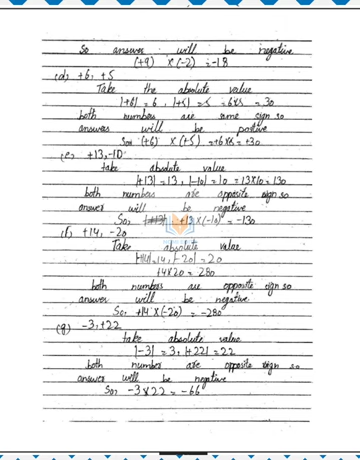 So answer will be negative
(+9) × (-2) = -18
(d) +6, +5
Take the absolute value
|+6| = 6 , |+5| = 5 = 6×5 = 30
both numbers are same sign so
answers will be positive
So, (+6) × (+5) = +6×5 = +30
(e) +13, -10
take absolute value
|+13| = 13 , |-10| = 10 = 13×10 = 130
both numbers are opposite sign so
answer will be negative
So, +13 × (-10) = -130
(f) +14, -20
Take absolute value
|+14| = 14, |-20| = 20
14×20 = 280
both numbers are opposite sign so
answer will be negative
So, +14 × (-20) = -280
(g) -3, +22
take absolute value
|-3| = 3, |+22| = 22
both number are opposite sign so
answer will be negative
So, -3 × 22 = -66